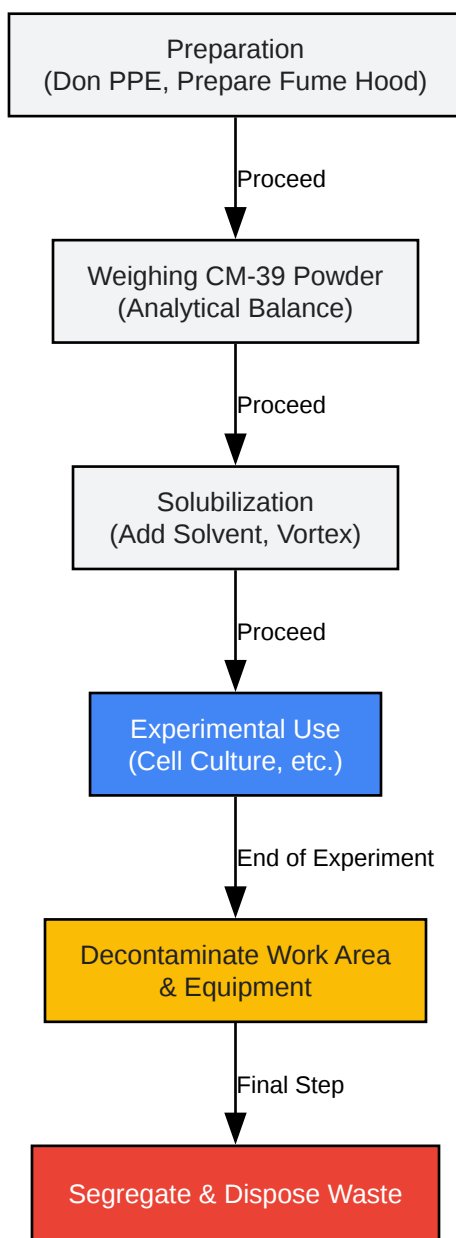 Preparation
(Don PPE, Prepare Fume Hood)
Proceed
Weighing CM-39 Powder
(Analytical Balance)
Proceed
Solubilization
(Add Solvent, Vortex)
Proceed
Experimental Use
(Cell Culture, etc.)
End of Experiment
Decontaminate Work Area
& Equipment
Final Step
Segregate & Dispose Waste